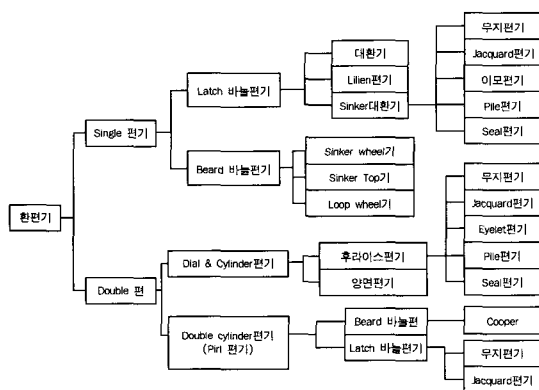 환편기
Single 편기
Latch 바늘편기
대환기
Lilien편기
Sinker대환기
무지편기
Jacquard편기
이모편기
Pile편기
Seal편기
Beard 바늘편기
Sinker wheel기
Sinker Top기
Loop wheel기
Double 편
Dial & Cylinder편기
후라이스편기
양면편기
무지편기
Jacquard편기
Eyelet편기
Pile편기
Seal편기
Double cylinder편기
(Pirl 편기)
Beard 바늘편
Cooper
Latch 바늘편기
무지편기
Jacquard편기